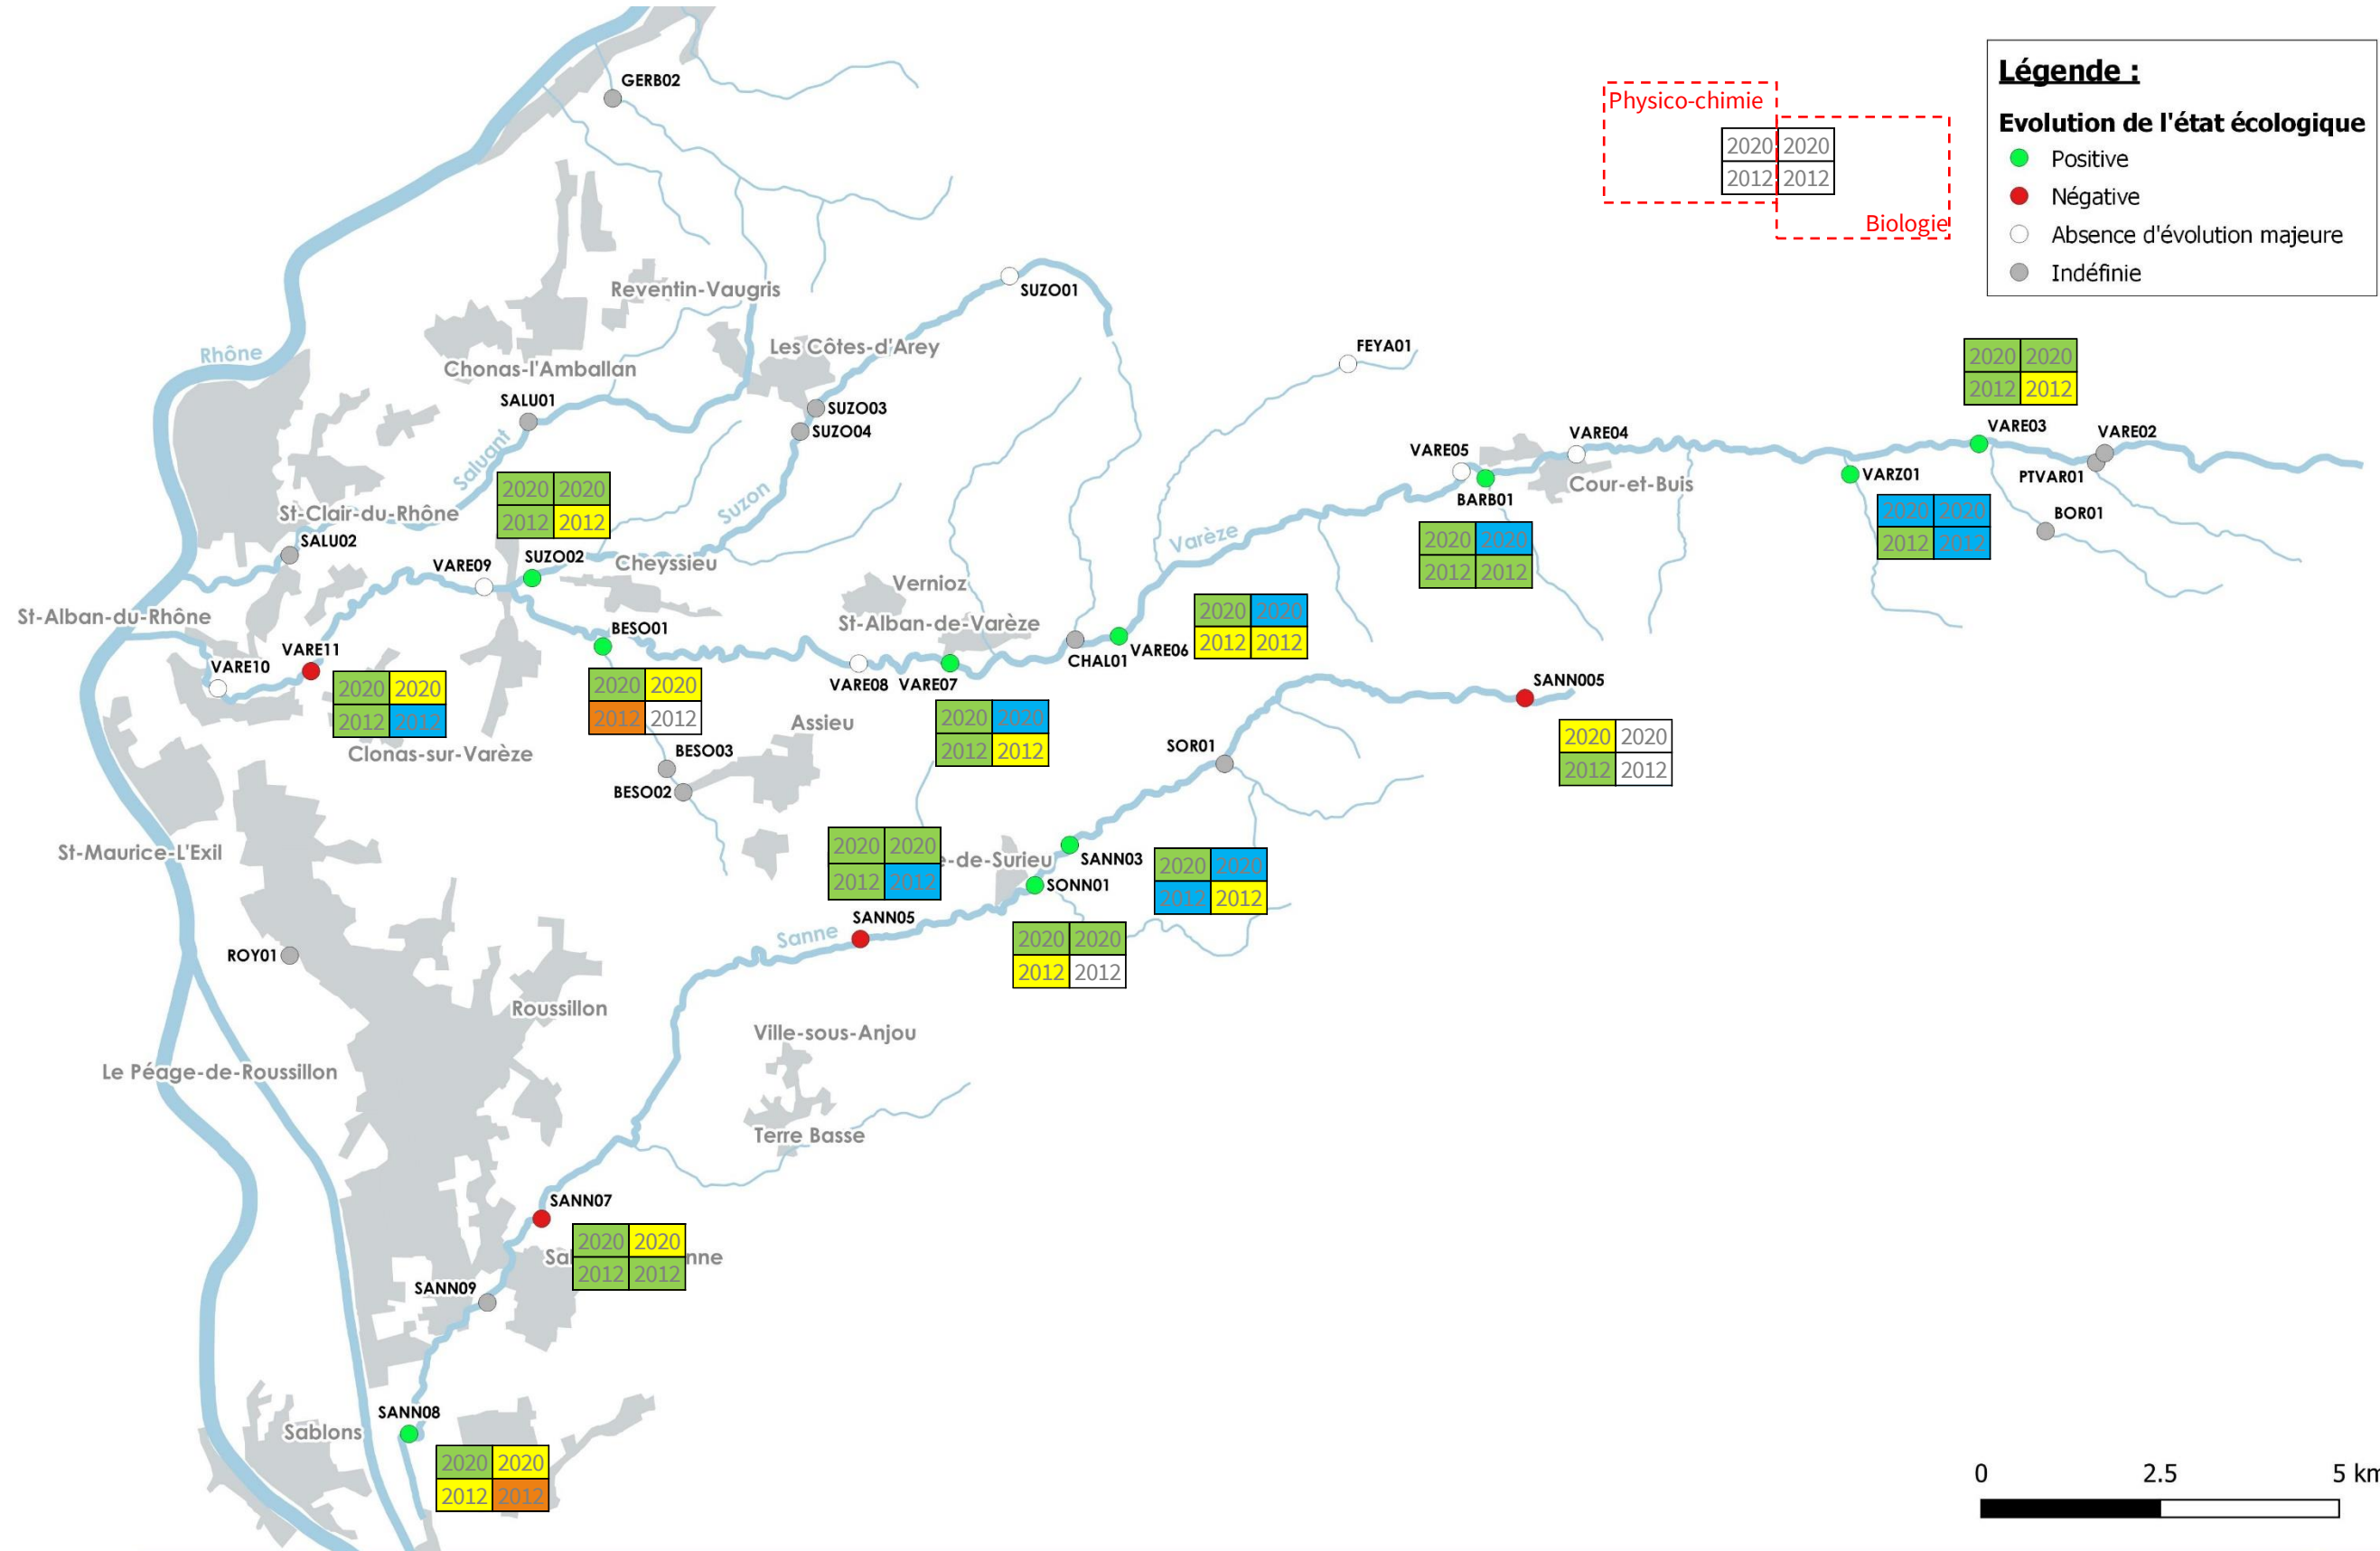 GERB02
Physico-chimie
2020 2020
2012 2012
Biologie
Légende :
Evolution de l'état écologique
Positive
Négative
Absence d'évolution majeure
Indéfinie
Reventin-Vaugris
SUZO01
Rhône
Les Côtes-d'Arey
Chonas-l'Amballan
FEYA01
2020 2020
2012 2012
SALU01
SUZO03
SUZO04
Saluant
VARE03
VARE02
VARE04
VARE05
VARZ01
PTVAR01
BARB01
Cour-et-Buis
BOR01
2020 2020
2012 2012
Suzon
St-Clair-du-Rhône
2020 2020
2012 2012
SALU02
Varèze
2020 2020
2012 2012
VARE09
SUZO02
Cheyssieu
Vernioz
St-Alban-du-Rhône
St-Alban-de-Varèze
2020 2020
2012 2012
BESO01
VARE11
VARE10
CHAL01
VARE06
VARE08
VARE07
SANN005
2020 2020
2012 2012
2020 2020
2012 2012
2020 2020
2012 2012
2020 2020
2012 2012
Assieu
Clonas-sur-Varèze
BESO03
BESO02
SOR01
St-Maurice-L'Exil
2020 2020
2012 2012
e-de-Surieu
SANN03
2020 2020
2012 2012
SONN01
SANN05
Sanne
2020 2020
2012 2012
ROY01
Roussillon
Ville-sous-Anjou
Le Péage-de-Roussillon
Terre Basse
SANN07
2020 2020
2012 2012
Sa
nne
SANN09
SANN08
Sablons
2020 2020
2012 2012
0 2.5 5 km